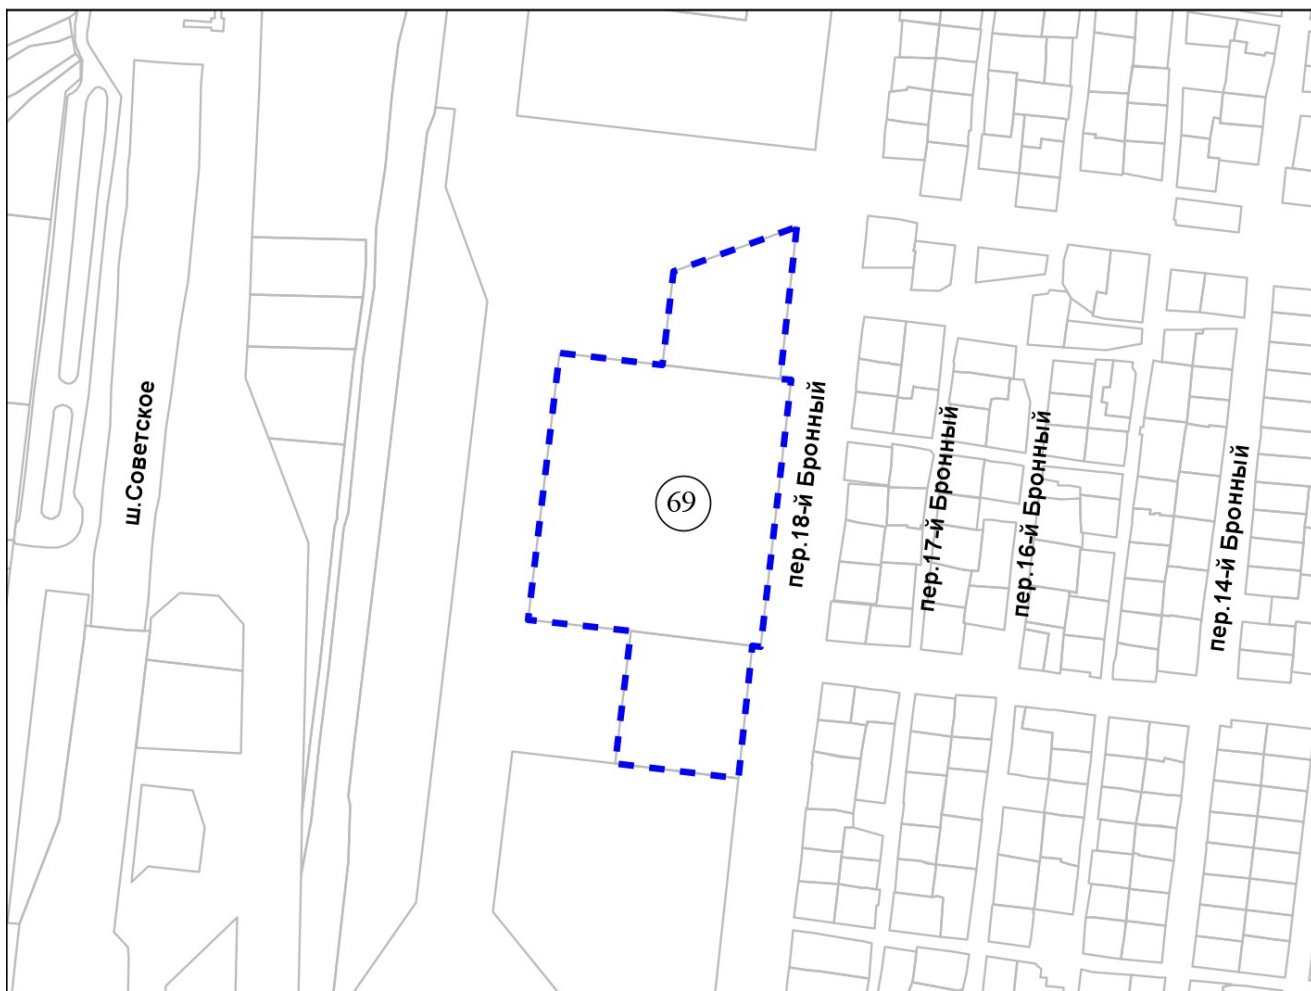 ш.Советское
69
пер.18-й Бронный
пер.17-й Бронный
пер.16-й Бронный
пер.14-й Бронный